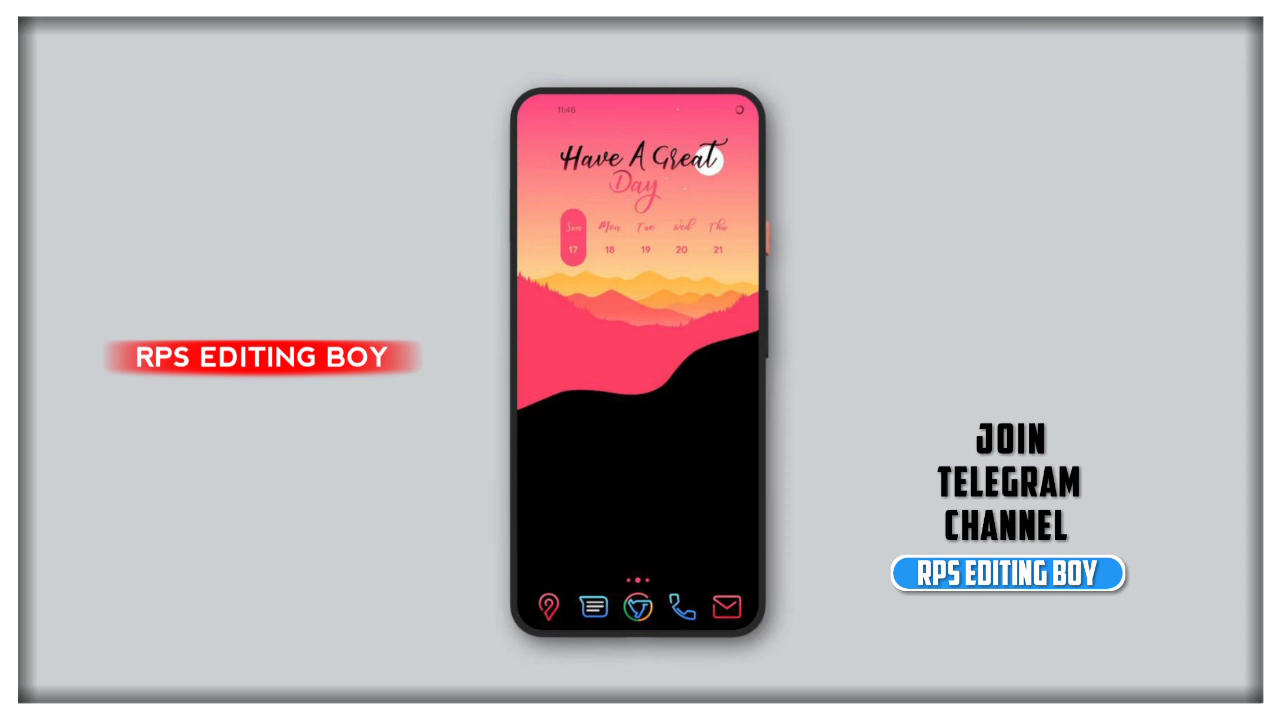 11:46
Have A Great
Day
Sun Mon Tue Wed Thu
17 18 19 20 21
RPS EDITING BOY
JOIN
TELEGRAM
CHANNEL
RPS EDITING BOY